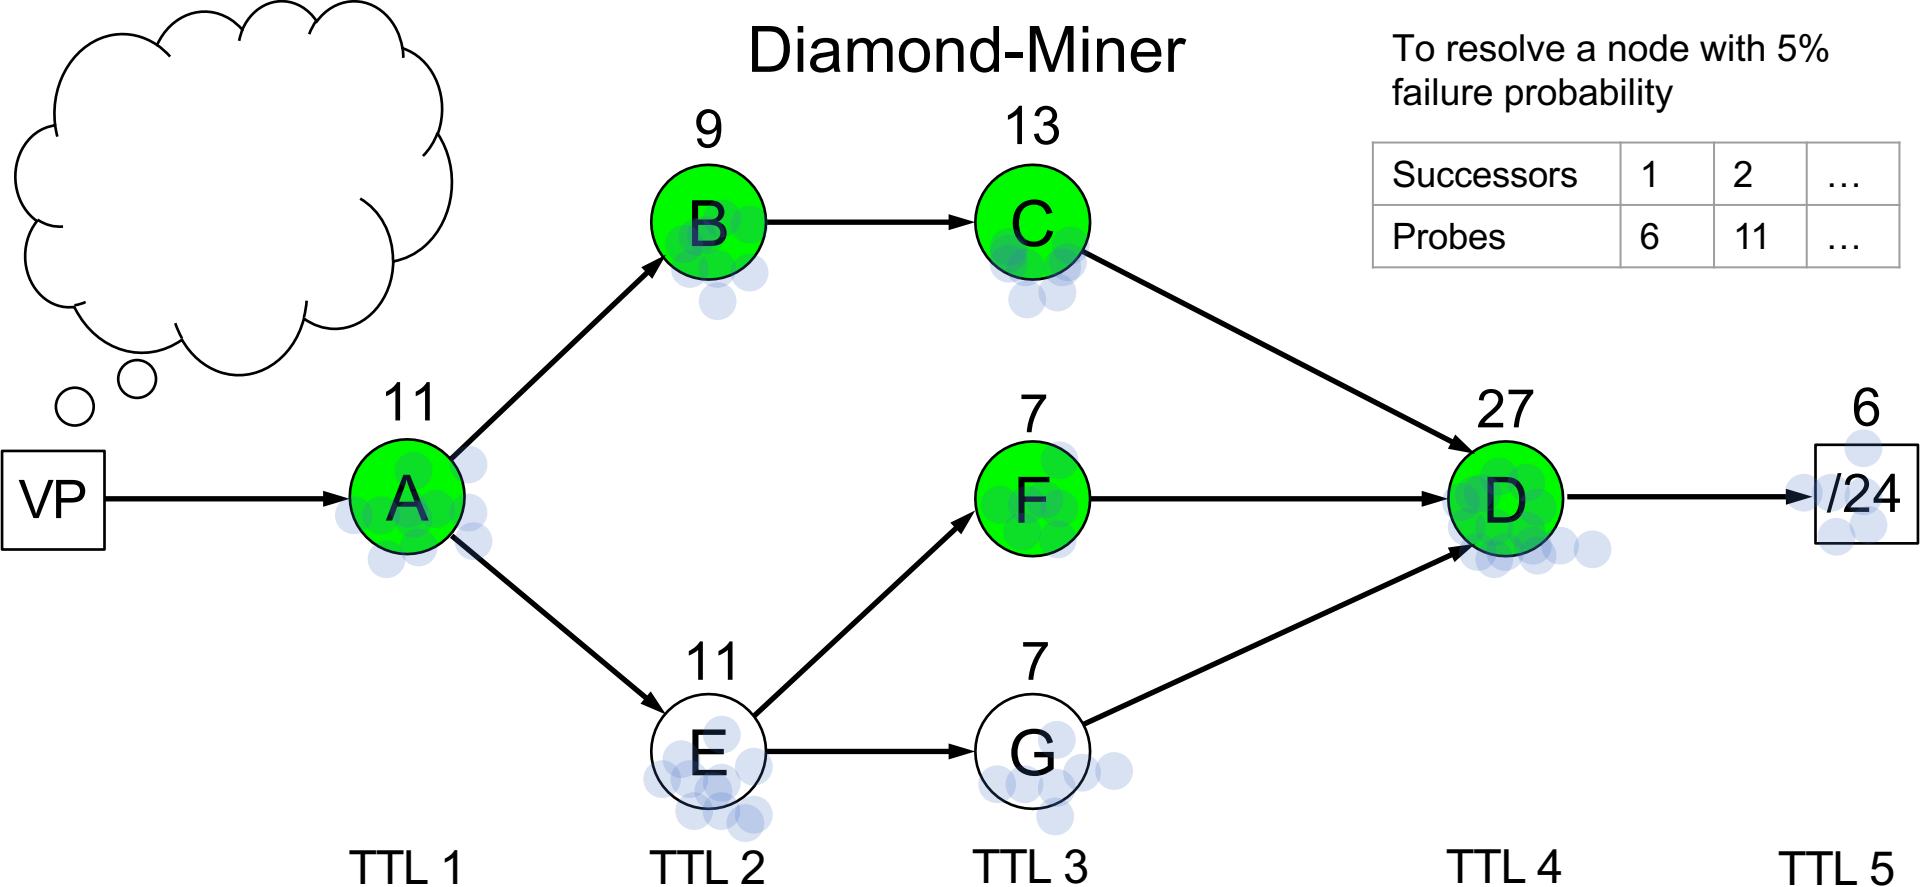 Diamond-Miner
To resolve a node with 5%
failure probability
Successors 1 2 ...
Probes 6 11 ...
9
13
B
C
11
7
27
6
VP
A
F
D
/24
11
7
E
G
TTL 1
TTL 2
TTL 3
TTL 4
TTL 5